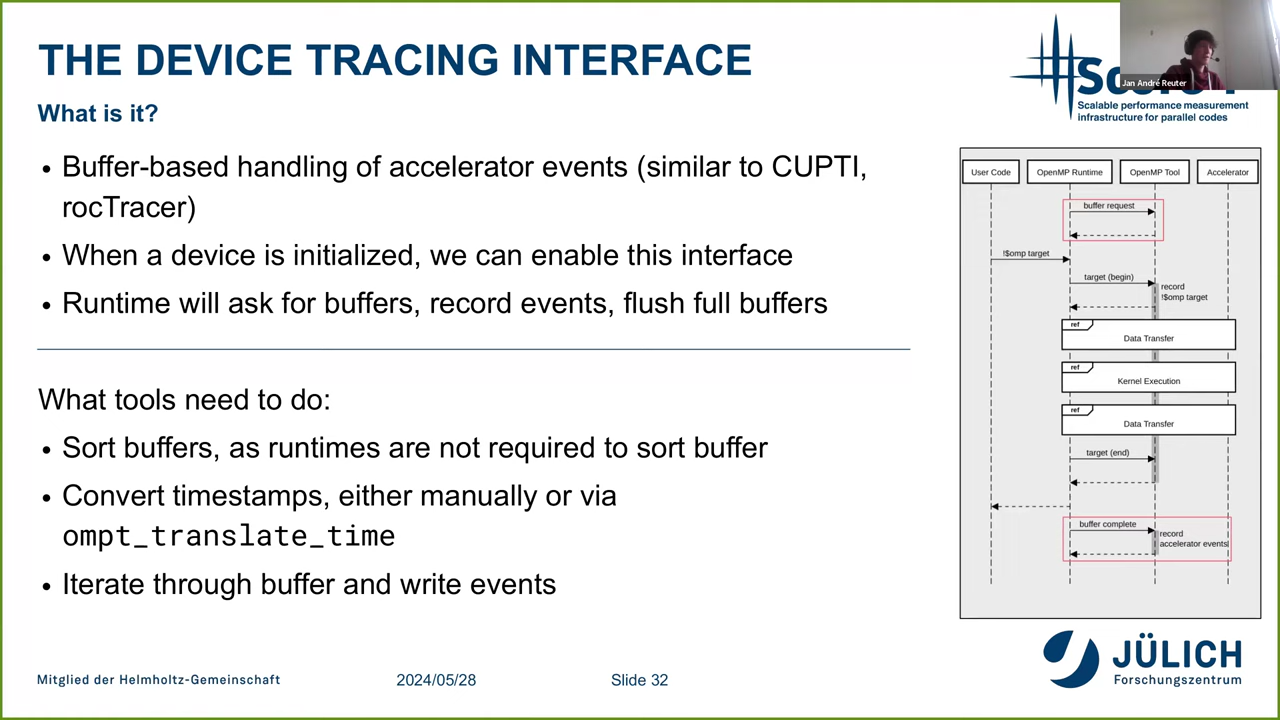 THE DEVICE TRACING INTERFACE
What is it?
• Buffer-based handling of accelerator events (similar to CUPTI,
rocTracer)
• When a device is initialized, we can enable this interface
• Runtime will ask for buffers, record events, flush full buffers
What tools need to do:
• Sort buffers, as runtimes are not required to sort buffer
• Convert timestamps, either manually or via
ompt_translate_time
• Iterate through buffer and write events
Jan André Reuter
Scalable performance measurement
infrastructure for parallel codes
User Code
OpenMP Runtime
OpenMP Tool
Accelerator
buffer request
!$omp target
target (begin)
record
!$omp target
ref
Data Transfer
ref
Kernel Execution
ref
Data Transfer
target (end)
buffer complete
record
accelerator events
Mitglied der Helmholtz-Gemeinschaft
2024/05/28
Slide 32
JÜLICH
Forschungszentrum